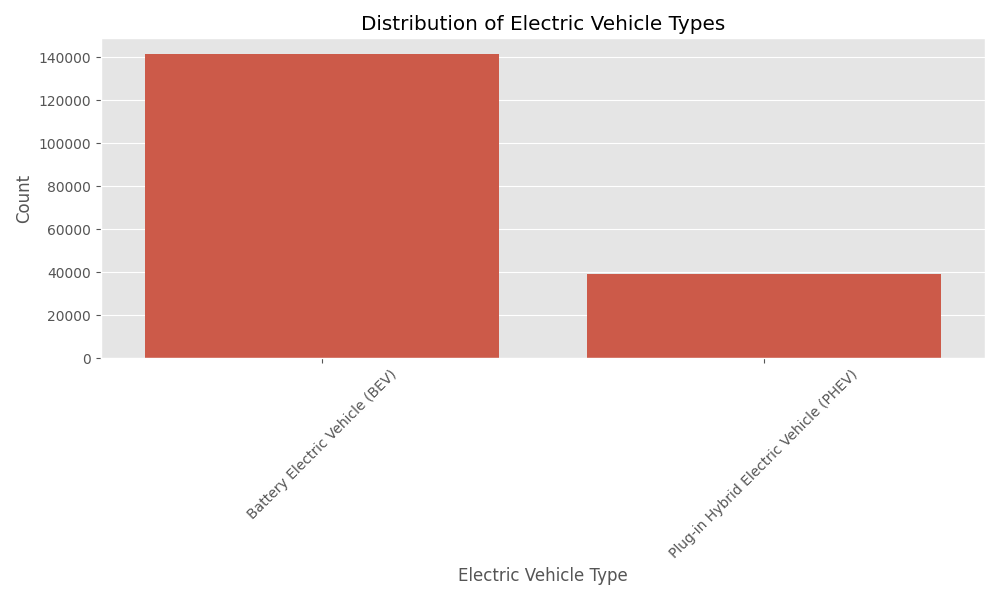 Distribution of Electric Vehicle Types
Count
140000
120000
100000
80000
60000
40000
20000
0
Battery Electric Vehicle (BEV)
Plug-in Hybrid Electric Vehicle (PHEV)
Electric Vehicle Type